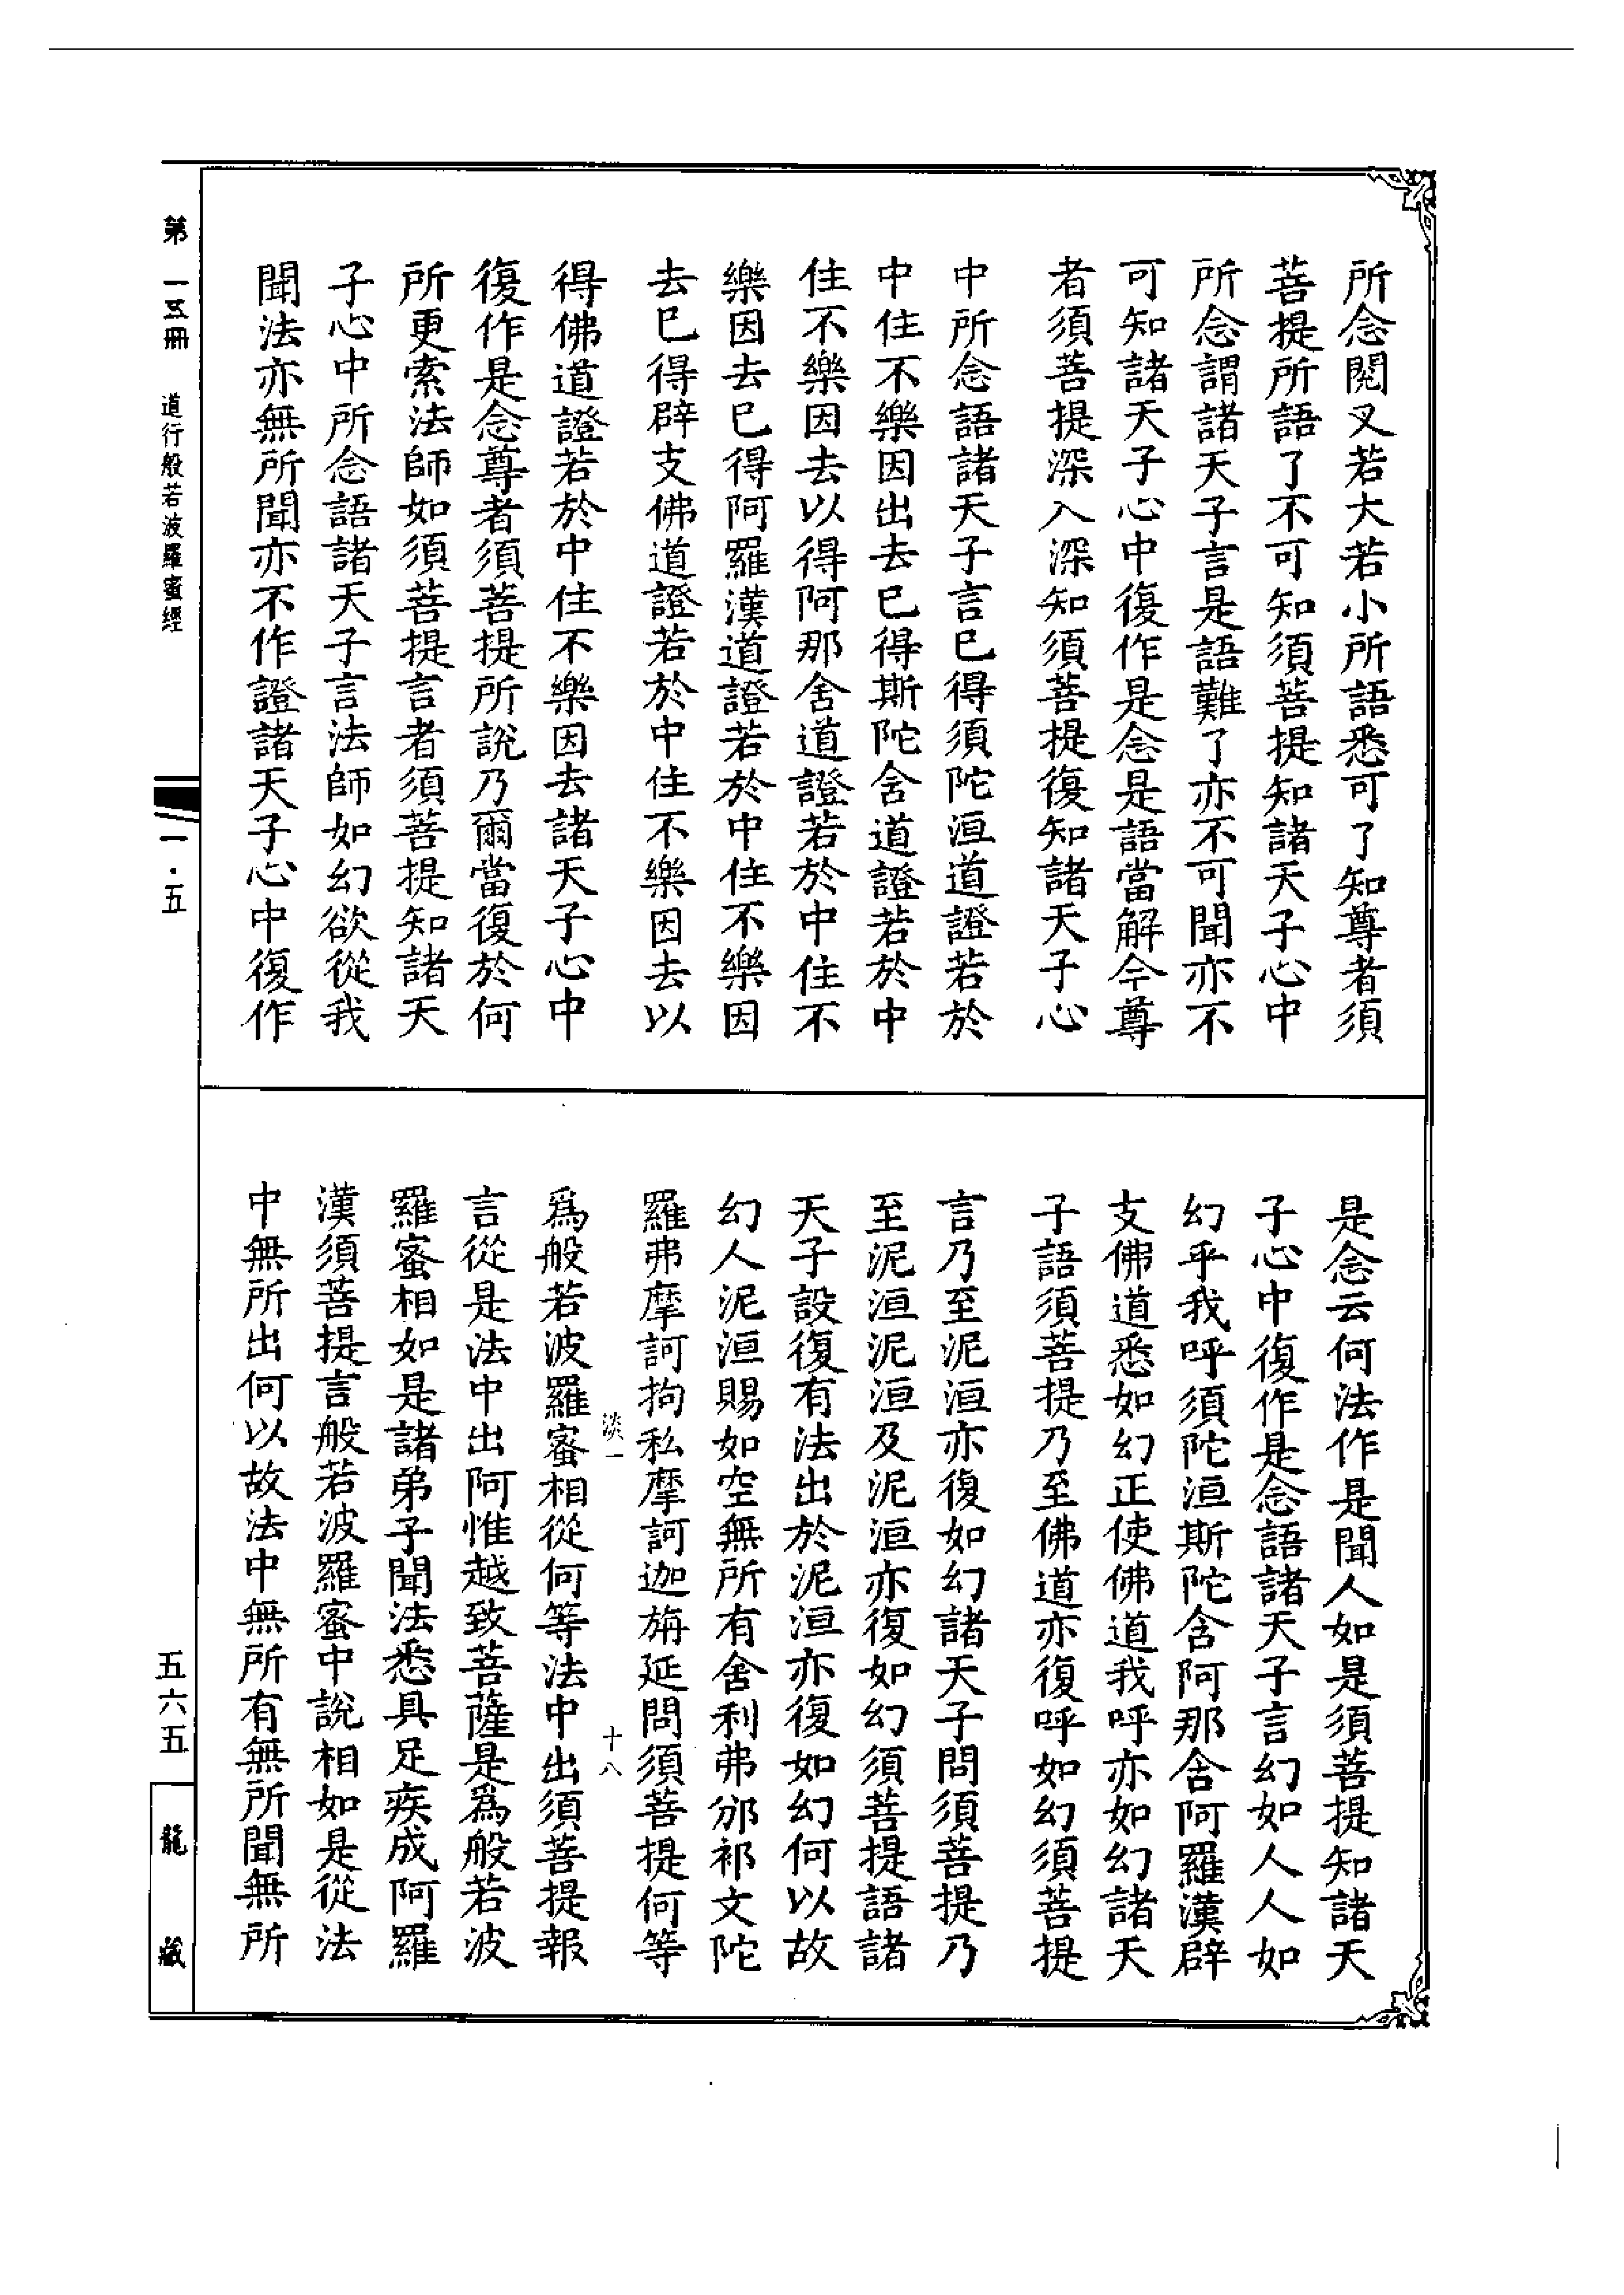 所念閱叉若大若小所語悉可了知尊者須
菩提所語了不可知須菩提知諸天子心中
所念謂諸天子言是語難了亦不可聞亦不
可知諸天子心中復作是念是語當解今尊
者須菩提深入深知須菩提復知諸天子心
中所念語諸天子言已得須陀洹道證若於
中住不樂因出去已得斯陀含道證若於中
住不樂因去以得阿那含道證若於中住不
樂因去已得阿羅漢道證若於中住不樂因
去已得辟支佛道證若於中住不樂因去以
得佛道證若於中住不樂因去諸天子心中
復作是念尊者須菩提所說乃爾當復於何
所更索法師如須菩提言者須菩提知諸天
子心中所念語諸天子言法師如幻欲從我
聞法亦無所聞亦不作證諸天子心中復作
是念云何法作是聞人如是須菩提知諸天
子心中復作是念語諸天子言幻如人人如
幻乎我呼須陀洹斯陀含阿那含阿羅漢辟
支佛道悉如幻正使佛道我呼亦如幻諸天
子語須菩提乃至佛道亦復呼如幻須菩提
言乃至泥洹亦復如幻諸天子問須菩提乃
至泥洹泥洹及泥洹亦復如幻須菩提語諸
天子設復有法出於泥洹亦復如幻何以故
幻人泥洹賜如空無所有舍利弗邠祁文陀
羅弗摩訶拘私摩訶迦旃延問須菩提何等
淡一 十八
爲般若波羅蜜相從何等法中出須菩提報
言從是法中出阿惟越致菩薩是爲般若波
羅蜜相如是諸弟子聞法悉具足疾成阿羅
漢須菩提言般若波羅蜜中說相如是從法
中無所出何以故法中無所有無所聞無所
第一五冊 道行般若波羅蜜經
一·五
五六五
龍藏